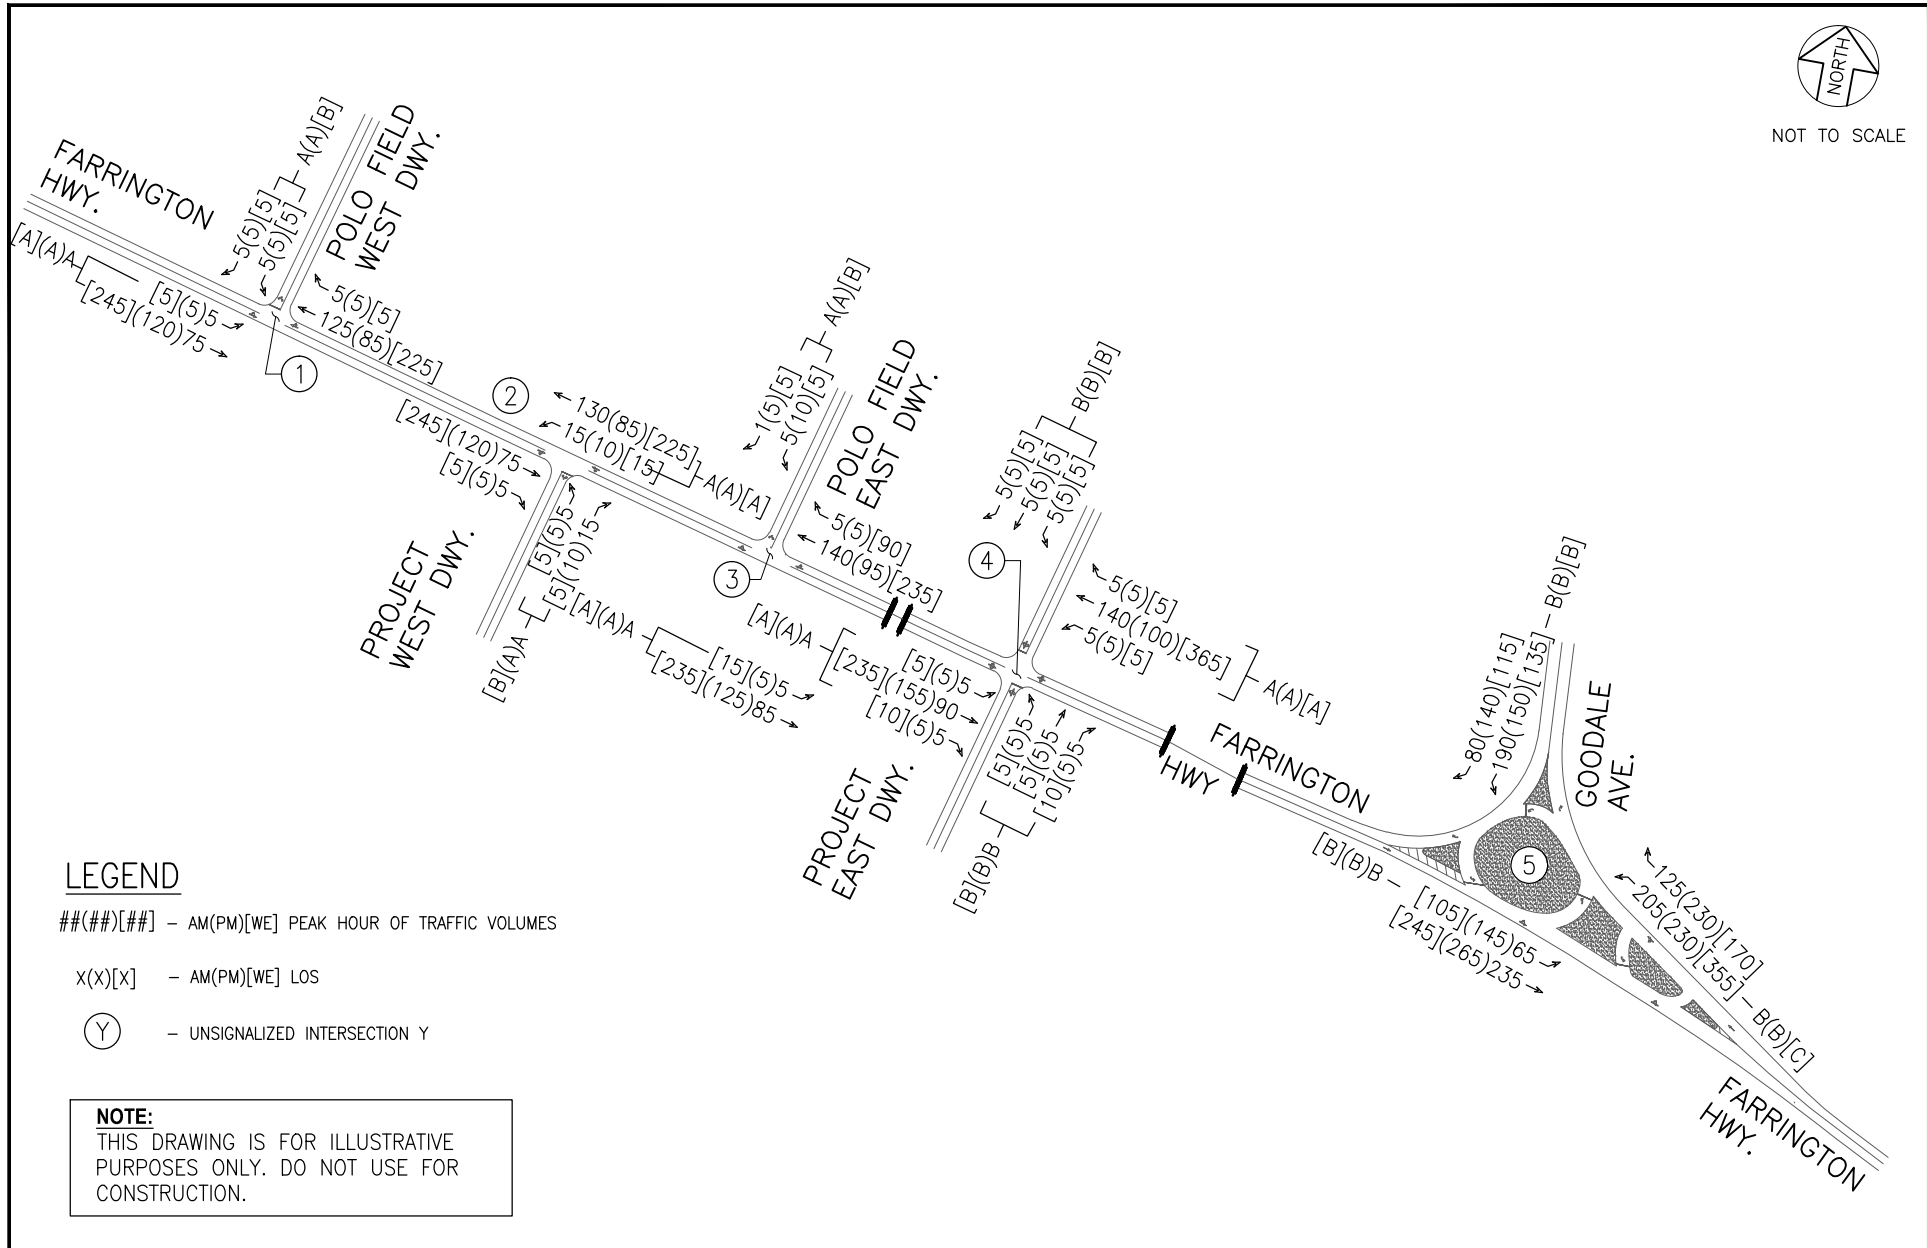 NORTH
NOT TO SCALE
FARRINGTON
HWY.
[A](A)A
[5](5)5
[245](120)75
5(5)[5]
5(5)[5]
A(A)[B]
POLO FIELD
WEST DWY.
5(5)[5]
125(85)[225]
1
2
[245](120)75
[5](5)5
130(85)[225]
15(10)[15]
A(A)[A]
PROJECT
WEST DWY.
[5](5)5
[5](10)15
[B](A)A
1(5)[5]
5(10)[5]
A(A)[B]
POLO FIELD
EAST DWY.
5(5)[90]
140(95)[235]
3
[A](A)A
[15](5)5
[235](125)85
4
5(5)[5]
5(5)[5]
5(5)[5]
B(B)[B]
5(5)[5]
140(100)[365]
5(5)[5]
A(A)[A]
[A](A)A
[5](5)5
[235](155)90
[10](5)5
PROJECT
EAST DWY.
[5](5)5
[5](5)5
[10](5)5
[B](B)B
FARRINGTON
HWY
80(140)[115]
190(150)[135]
B(B)[B]
GOODALE
AVE.
5
[B](B)B
[105](145)65
[245](265)235
125(230)[170]
205(230)[355]
B(B)[C]
FARRINGTON
HWY.
LEGEND
##(##)[##] – AM(PM)[WE] PEAK HOUR OF TRAFFIC VOLUMES
X(X)[X] – AM(PM)[WE] LOS
Y – UNSIGNALIZED INTERSECTION Y
NOTE:
THIS DRAWING IS FOR ILLUSTRATIVE
PURPOSES ONLY. DO NOT USE FOR
CONSTRUCTION.